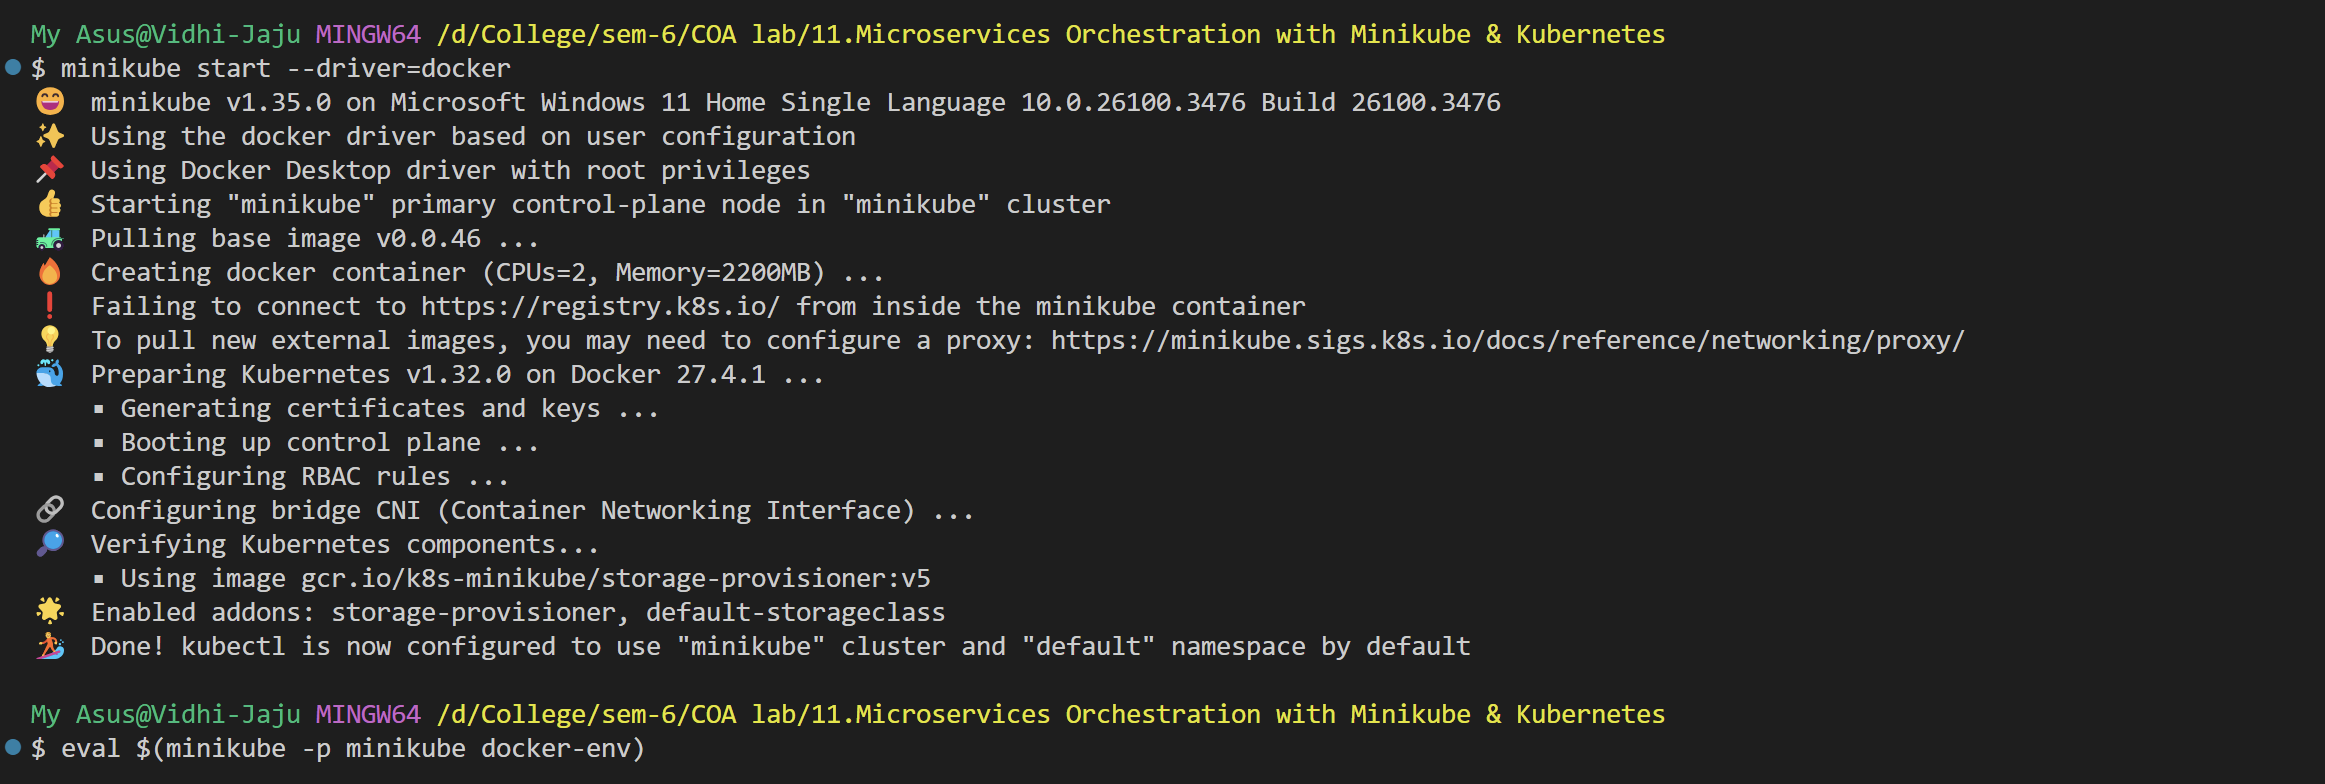 My Asus@Vidhi-Jaju MINGW64 /d/College/sem-6/COA lab/11.Microservices Orchestration with Minikube & Kubernetes
$ minikube start --driver=docker
😄  minikube v1.35.0 on Microsoft Windows 11 Home Single Language 10.0.26100.3476 Build 26100.3476
✨  Using the docker driver based on user configuration
📌  Using Docker Desktop driver with root privileges
👍  Starting "minikube" primary control-plane node in "minikube" cluster
🚜  Pulling base image v0.0.46 ...
🔥  Creating docker container (CPUs=2, Memory=2200MB) ...
❗  Failing to connect to https://registry.k8s.io/ from inside the minikube container
💡  To pull new external images, you may need to configure a proxy: https://minikube.sigs.k8s.io/docs/reference/networking/proxy/
🐳  Preparing Kubernetes v1.32.0 on Docker 27.4.1 ...
    ▪ Generating certificates and keys ...
    ▪ Booting up control plane ...
    ▪ Configuring RBAC rules ...
🔗  Configuring bridge CNI (Container Networking Interface) ...
🔎  Verifying Kubernetes components...
    ▪ Using image gcr.io/k8s-minikube/storage-provisioner:v5
🌟  Enabled addons: storage-provisioner, default-storageclass
🏄  Done! kubectl is now configured to use "minikube" cluster and "default" namespace by default
My Asus@Vidhi-Jaju MINGW64 /d/College/sem-6/COA lab/11.Microservices Orchestration with Minikube & Kubernetes
$ eval $(minikube -p minikube docker-env)